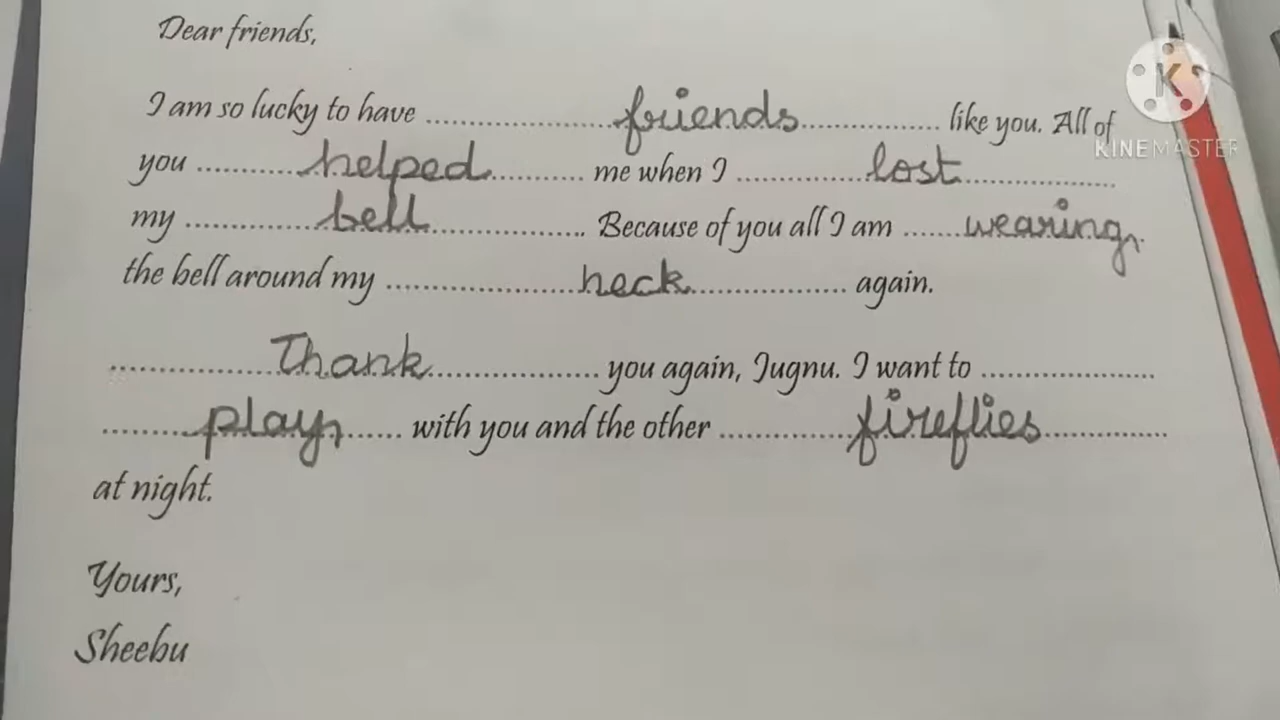 Dear friends,
I am so lucky to have ........................ friends ................ like you. All of
you ............ helped ............ me when I ................ lost ....................
my ................ bell .................... Because of you all I am ...... wearing
the bell around my ........................ neck .................... again.
.................... Thank .................... you again, Jugnu. I want to ....................
............ play ...... with you and the other ................ fireflies ................
at night.
Yours,
Sheebu
KINEMASTER